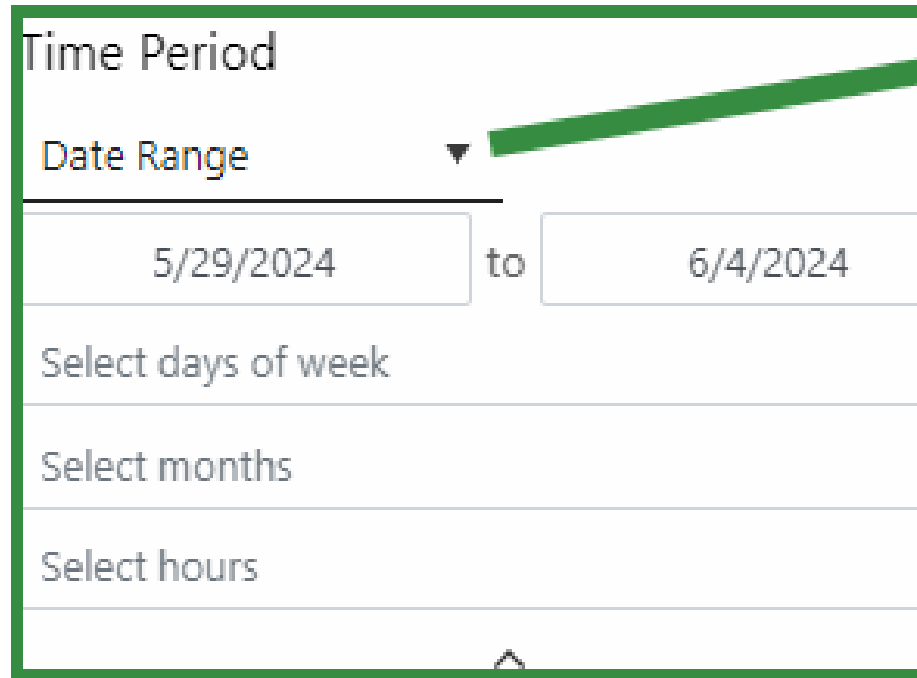 Time Period
Date Range
5/29/2024 to 6/4/2024
Select days of week
Select months
Select hours